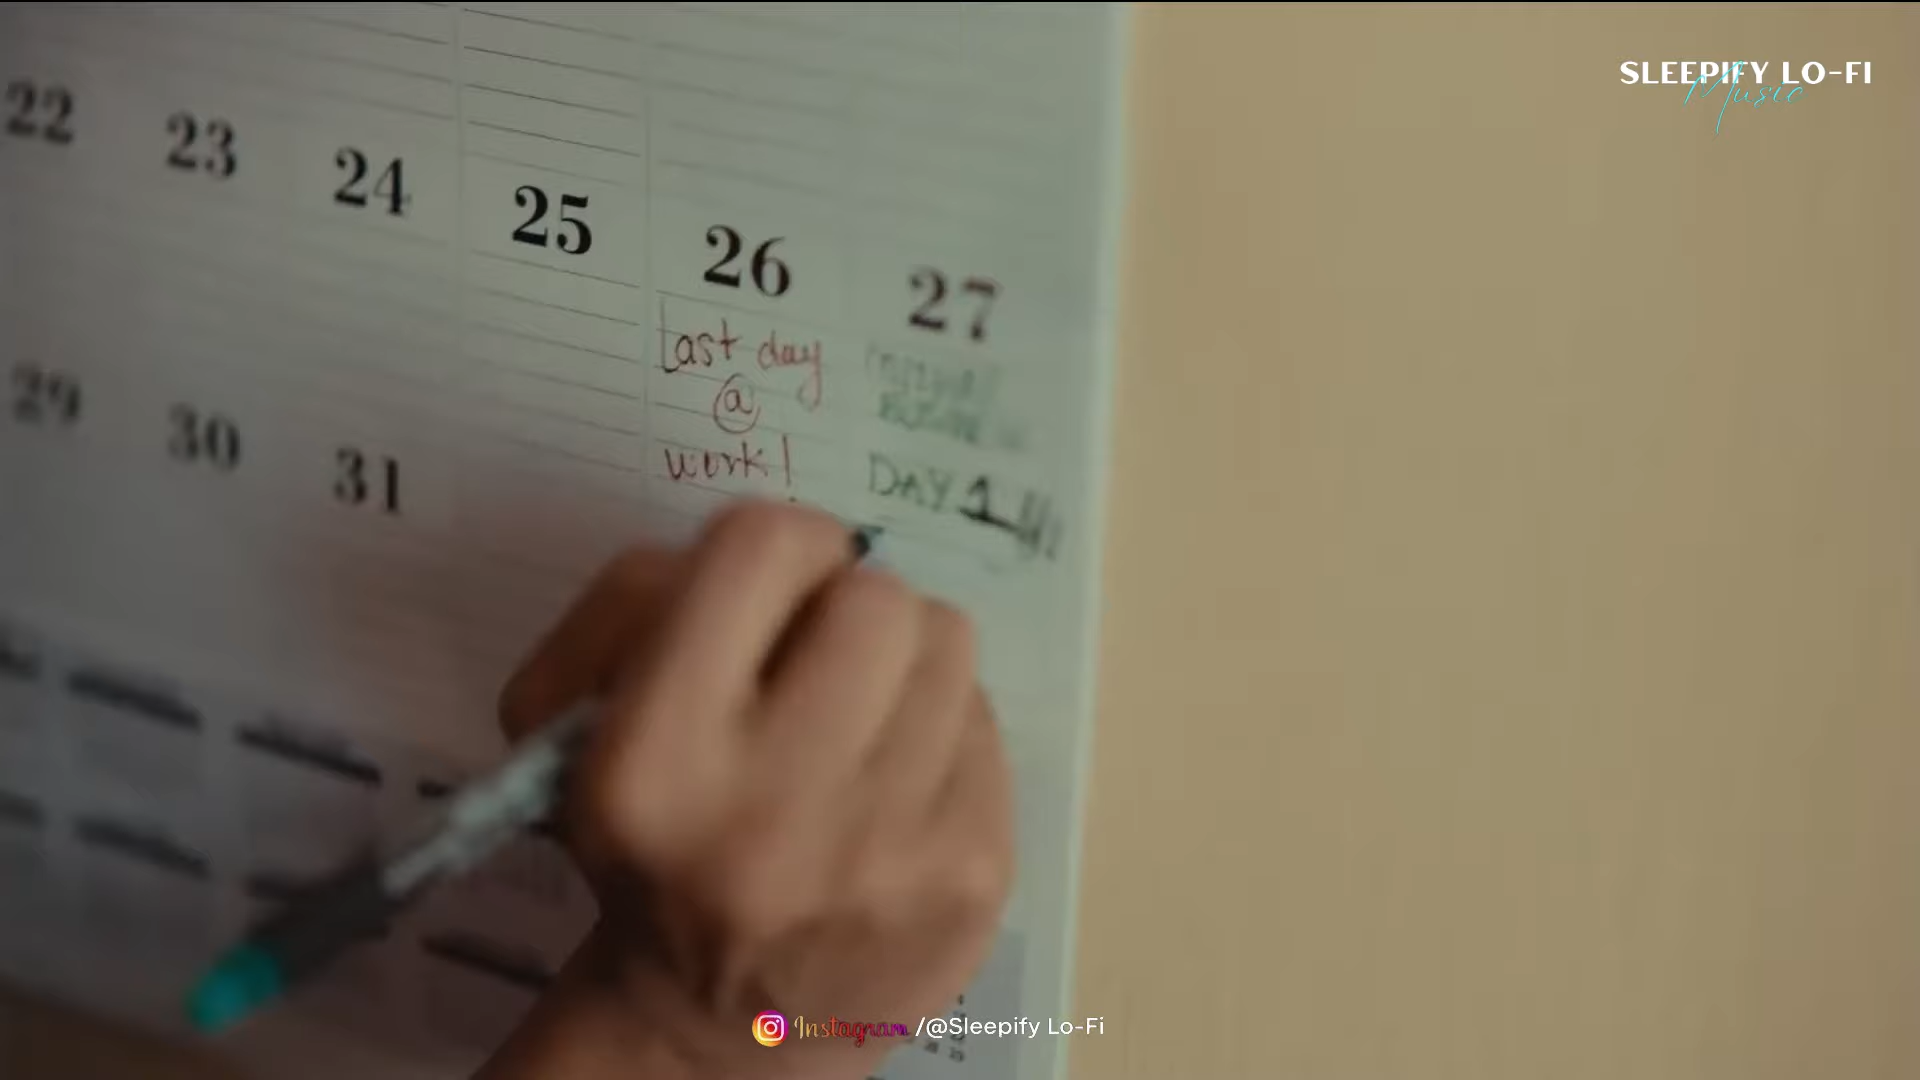 SLEEPIFY LO-FI
Music
22 23 24 25 26 27
Last day
@
work!
DAY 1 !!!
29 30 31
Instagram /@Sleepify Lo-Fi